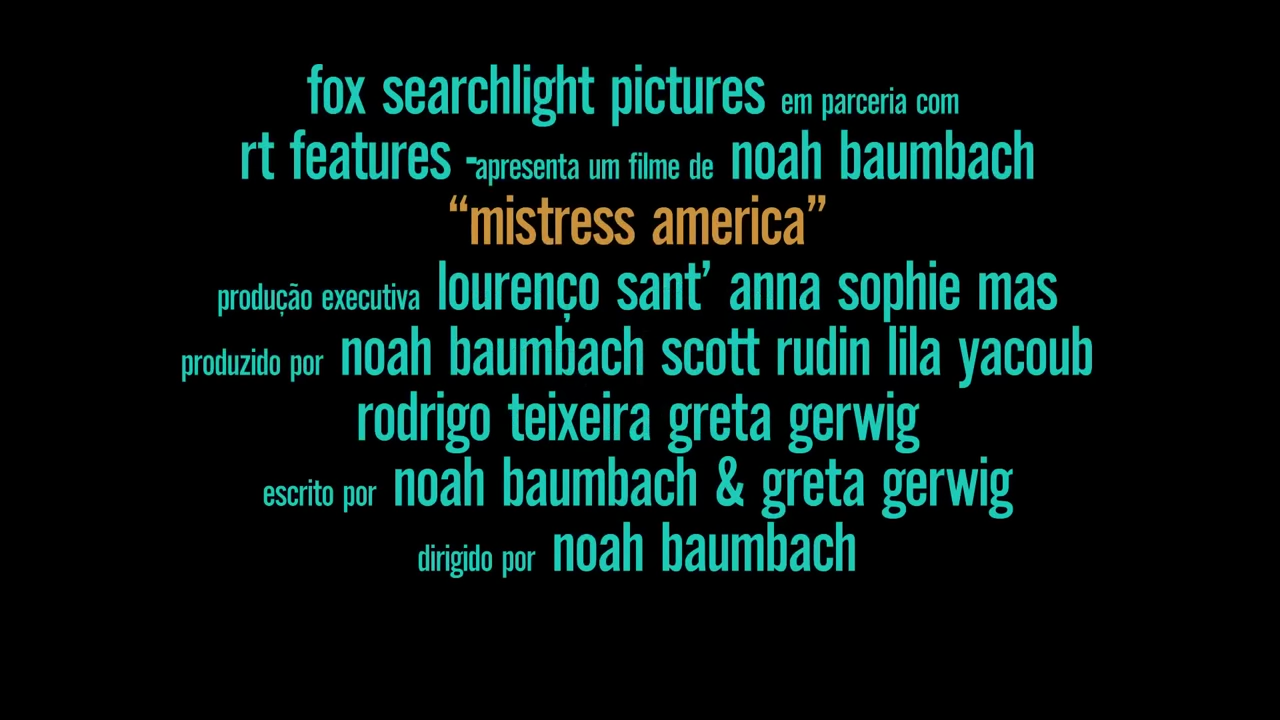 fox searchlight pictures em parceria com
rt features -apresenta um filme de noah baumbach
“mistress america”
produção executiva lourenço sant’ anna sophie mas
produzido por noah baumbach scott rudin lila yacoub
rodrigo teixeira greta gerwig
escrito por noah baumbach & greta gerwig
dirigido por noah baumbach